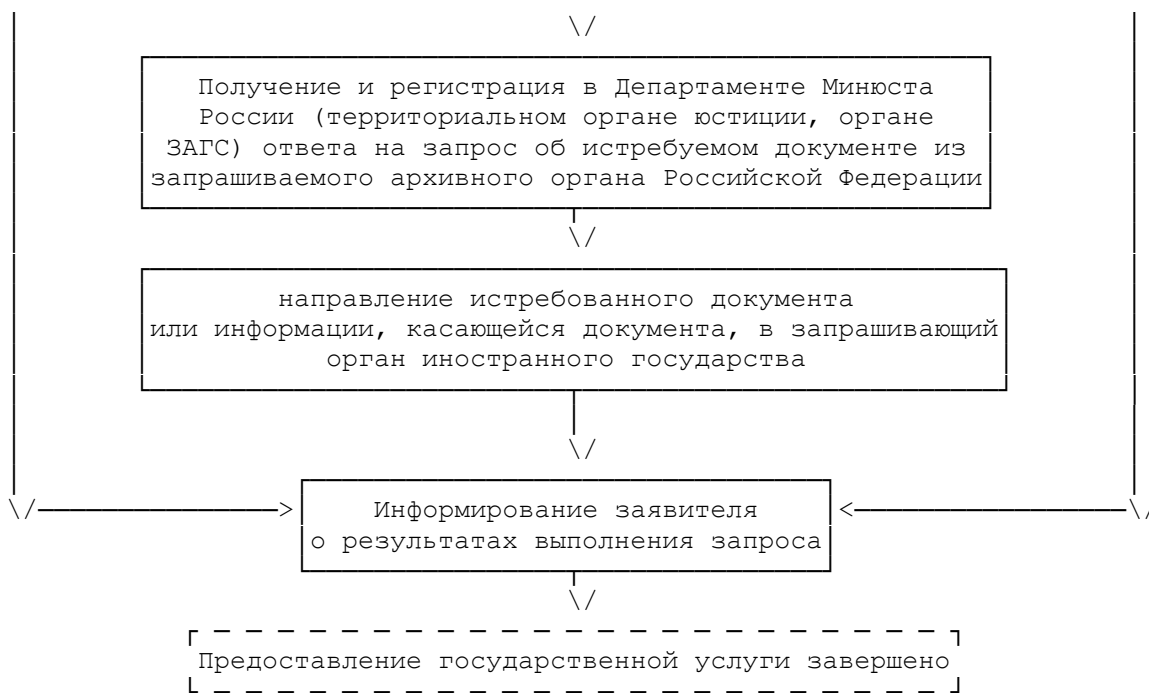 Получение и регистрация в Департаменте Минюста
России (территориальном органе юстиции, органе
ЗАГС) ответа на запрос об истребуемом документе из
запрашиваемого архивного органа Российской Федерации
направление истребованного документа
или информации, касающейся документа, в запрашивающий
орган иностранного государства
Информирование заявителя
о результатах выполнения запроса
Предоставление государственной услуги завершено